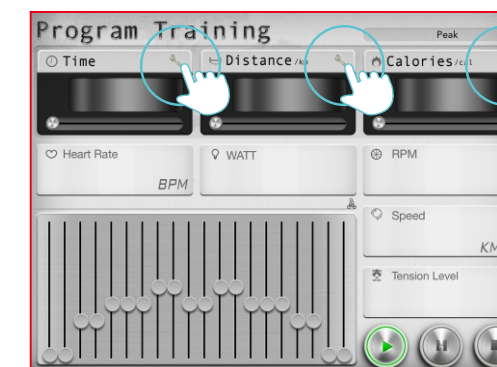 Program Training
Peak
Time
Distance/km
Calories/cal
Heart Rate
BPM
WATT
RPM
Speed
KM
Tension Level